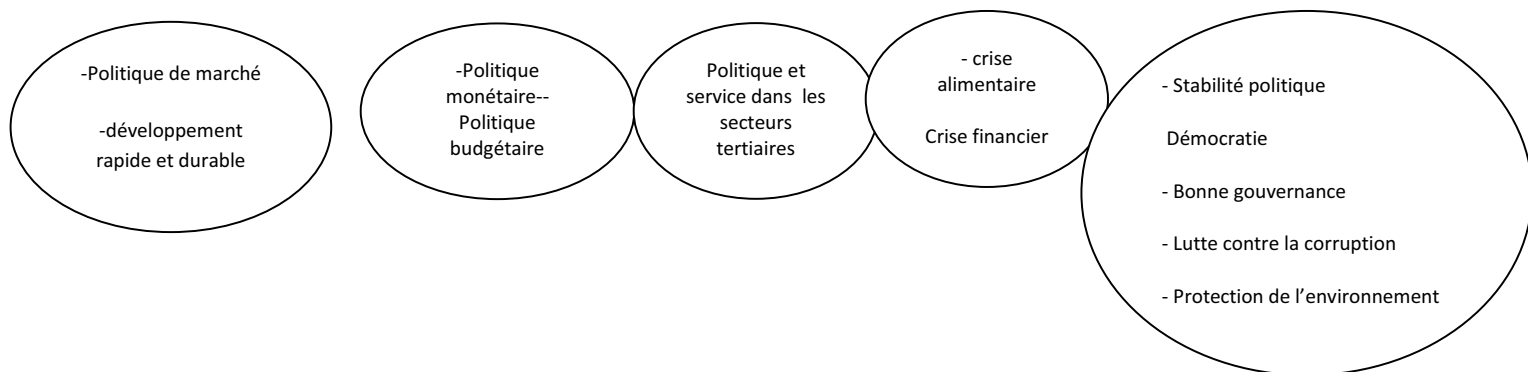 -Politique de marché
-développement
rapide et durable
-Politique
monétaire--
Politique
budgétaire
Politique et
service dans les
secteurs
tertiaires
- crise
alimentaire
Crise financier
- Stabilité politique
Démocratie
- Bonne gouvernance
- Lutte contre la corruption
- Protection de l’environnement